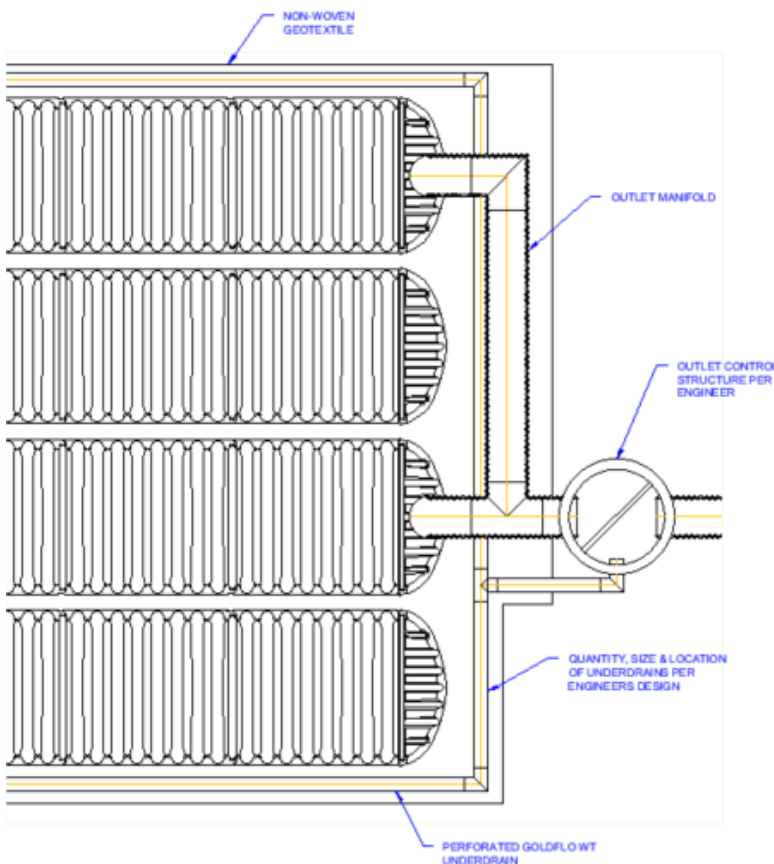 NON-WOVEN
GEOTEXTILE
OUTLET MANIFOLD
OUTLET CONTROL
STRUCTURE PER
ENGINEER
QUANTITY, SIZE & LOCATION
OF UNDERDRAINS PER
ENGINEERS DESIGN
PERFORATED GOLDFLO WT
UNDERDRAIN